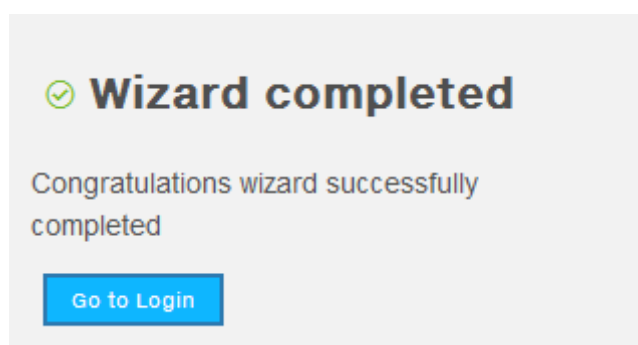 Wizard completed
Congratulations wizard successfully
completed
Go to Login